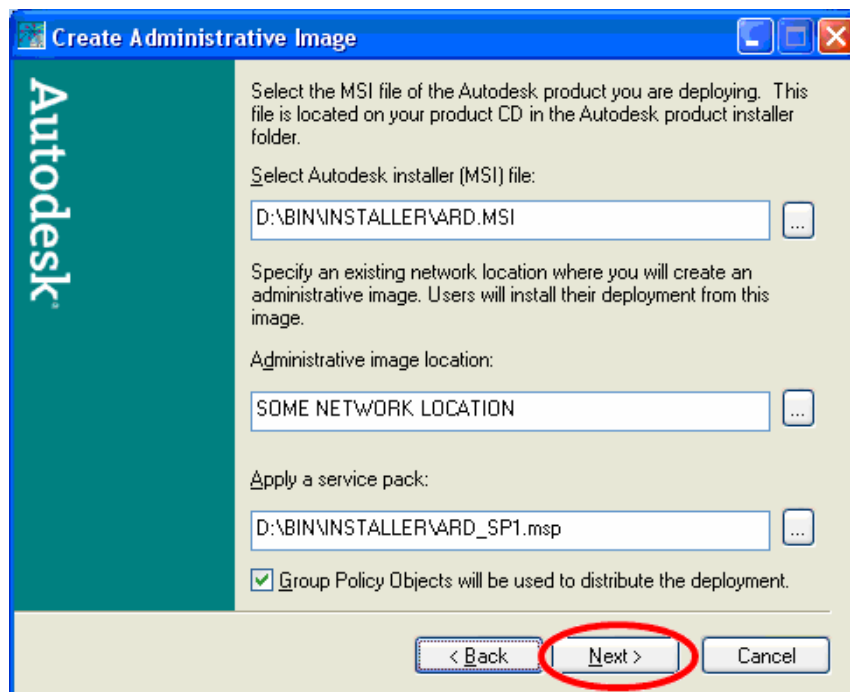 Create Administrative Image
Autodesk
Select the MSI file of the Autodesk product you are deploying. This
file is located on your product CD in the Autodesk product installer
folder.
Select Autodesk installer (MSI) file:
D:\BIN\INSTALLER\ARD.MSI
...
Specify an existing network location where you will create an
administrative image. Users will install their deployment from this
image.
Administrative image location:
SOME NETWORK LOCATION
...
Apply a service pack:
D:\BIN\INSTALLER\ARD_SP1.msp
...
Group Policy Objects will be used to distribute the deployment.
< Back
Next >
Cancel